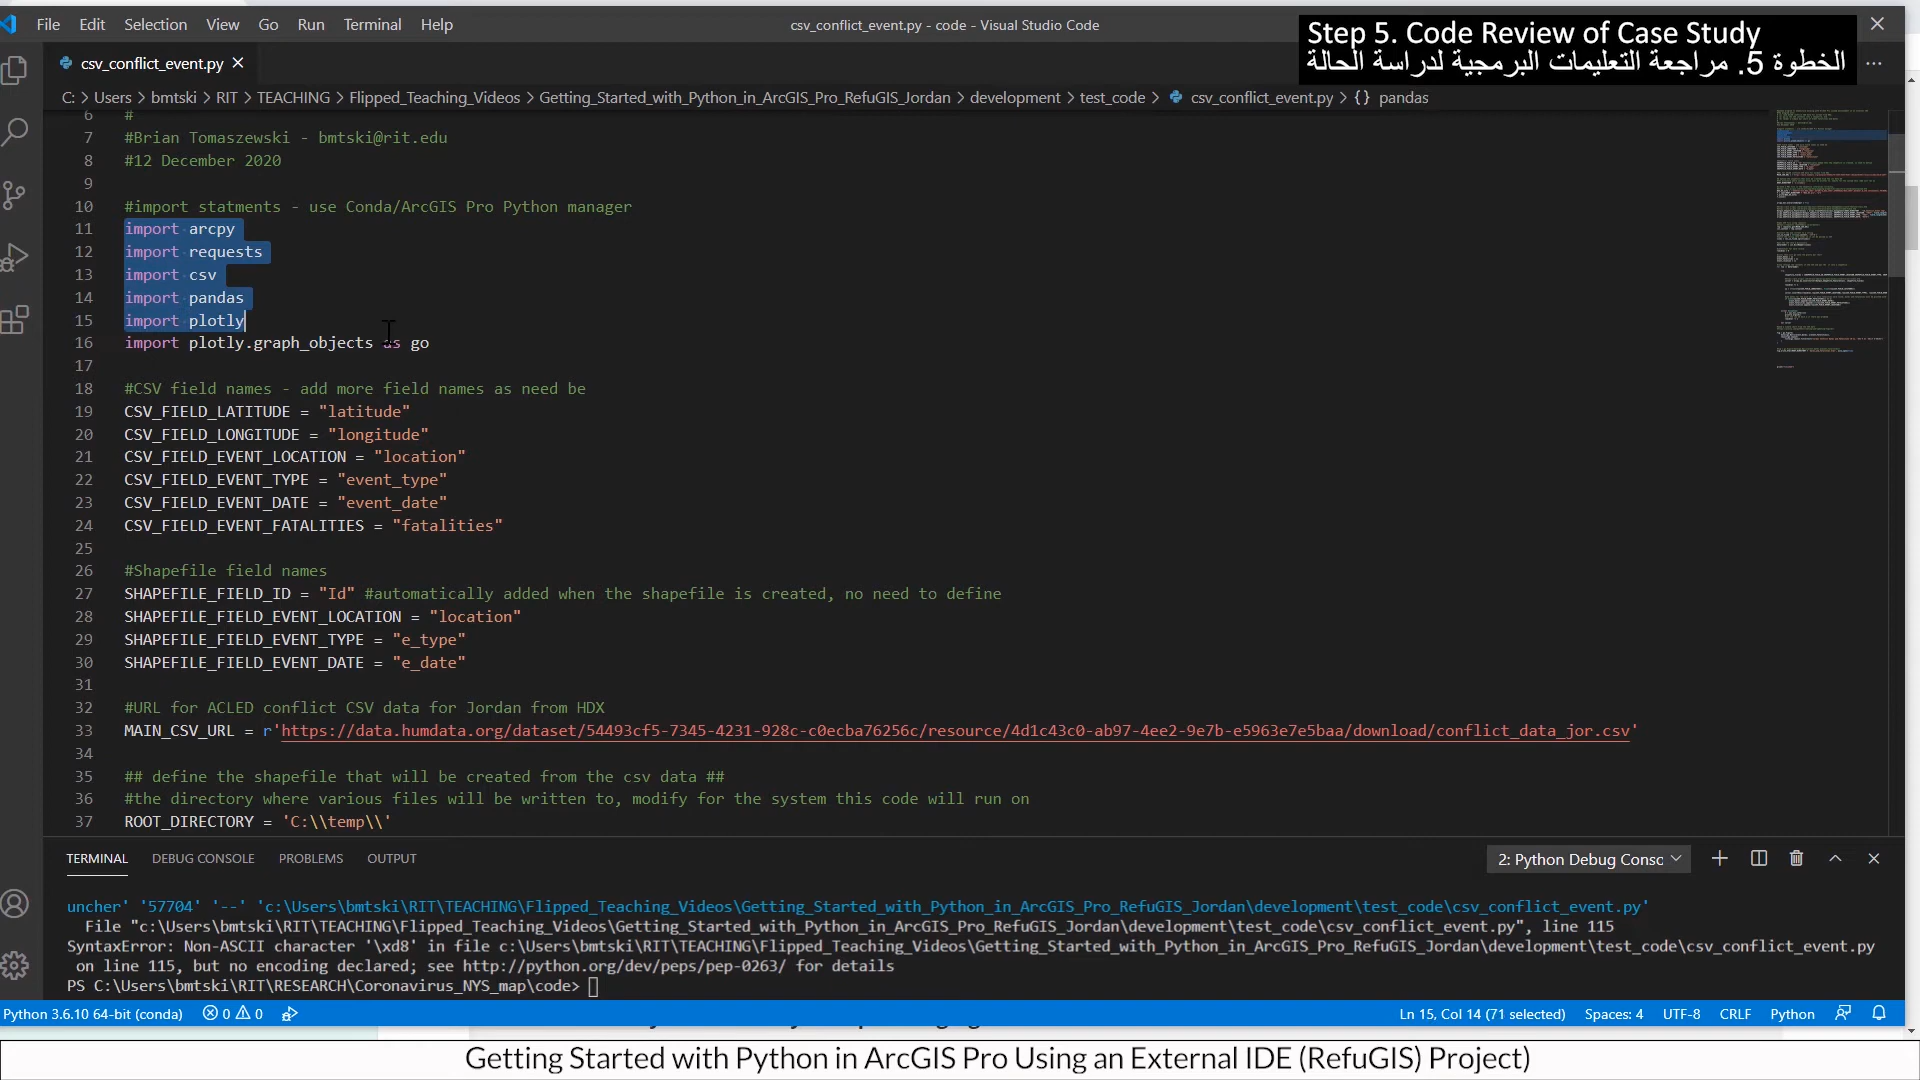 File Edit Selection View Go Run Terminal Help
csv_conflict_event.py - code - Visual Studio Code
Step 5. Code Review of Case Study
الخطوة 5. مراجعة التعليمات البرمجية لدراسة الحالة
csv_conflict_event.py
C: > Users > bmtski > RIT > TEACHING > Flipped_Teaching_Videos > Getting_Started_with_Python_in_ArcGIS_Pro_RefuGIS_Jordan > development > test_code > csv_conflict_event.py > {} pandas
6 #
7 #Brian Tomaszewski - bmtski@rit.edu
8 #12 December 2020
9
10 #import statments - use Conda/ArcGIS Pro Python manager
11 import arcpy
12 import requests
13 import csv
14 import pandas
15 import plotly
16 import plotly.graph_objects as go
17
18 #CSV field names - add more field names as need be
19 CSV_FIELD_LATITUDE = "latitude"
20 CSV_FIELD_LONGITUDE = "longitude"
21 CSV_FIELD_EVENT_LOCATION = "location"
22 CSV_FIELD_EVENT_TYPE = "event_type"
23 CSV_FIELD_EVENT_DATE = "event_date"
24 CSV_FIELD_EVENT_FATALITIES = "fatalities"
25
26 #Shapefile field names
27 SHAPEFILE_FIELD_ID = "Id" #automatically added when the shapefile is created, no need to define
28 SHAPEFILE_FIELD_EVENT_LOCATION = "location"
29 SHAPEFILE_FIELD_EVENT_TYPE = "e_type"
30 SHAPEFILE_FIELD_EVENT_DATE = "e_date"
31
32 #URL for ACLED conflict CSV data for Jordan from HDX
33 MAIN_CSV_URL = r'https://data.humdata.org/dataset/54493cf5-7345-4231-928c-c0ecba76256c/resource/4d1c43c0-ab97-4ee2-9e7b-e5963e7e5baa/download/conflict_data_jor.csv'
34
35 ## define the shapefile that will be created from the csv data ##
36 #the directory where various files will be written to, modify for the system this code will run on
37 ROOT_DIRECTORY = 'C:\\temp\\'
TERMINAL DEBUG CONSOLE PROBLEMS OUTPUT
2: Python Debug Consc
uncher' '57704' '--' 'c:\Users\bmtski\RIT\TEACHING\Flipped_Teaching_Videos\Getting_Started_with_Python_in_ArcGIS_Pro_RefuGIS_Jordan\development\test_code\csv_conflict_event.py'
File "c:\Users\bmtski\RIT\TEACHING\Flipped_Teaching_Videos\Getting_Started_with_Python_in_ArcGIS_Pro_RefuGIS_Jordan\development\test_code\csv_conflict_event.py", line 115
SyntaxError: Non-ASCII character '\xd8' in file c:\Users\bmtski\RIT\TEACHING\Flipped_Teaching_Videos\Getting_Started_with_Python_in_ArcGIS_Pro_RefuGIS_Jordan\development\test_code\csv_conflict_event.py
on line 115, but no encoding declared; see http://python.org/dev/peps/pep-0263/ for details
PS C:\Users\bmtski\RIT\RESEARCH\Coronavirus_NYS_map\code>
Python 3.6.10 64-bit (conda) 0 0 Ln 15, Col 14 (71 selected) Spaces: 4 UTF-8 CRLF Python
Getting Started with Python in ArcGIS Pro Using an External IDE (RefuGIS) Project)